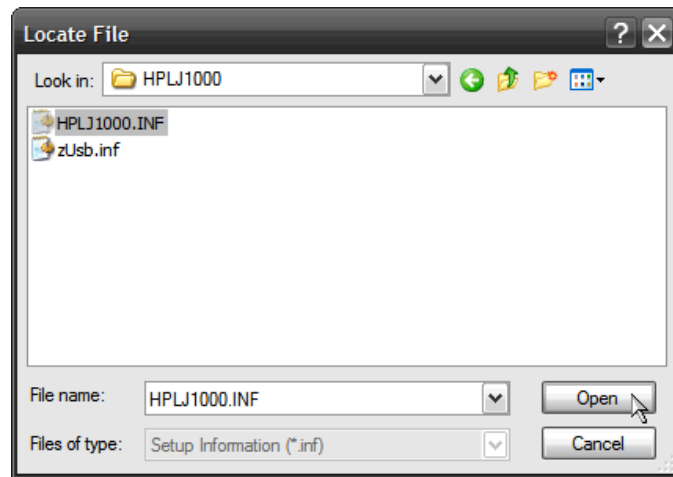 Locate File
Look in: HPLJ1000
HPLJ1000.INF
zUsb.inf
File name: HPLJ1000.INF Open
Files of type: Setup Information (*.inf) Cancel